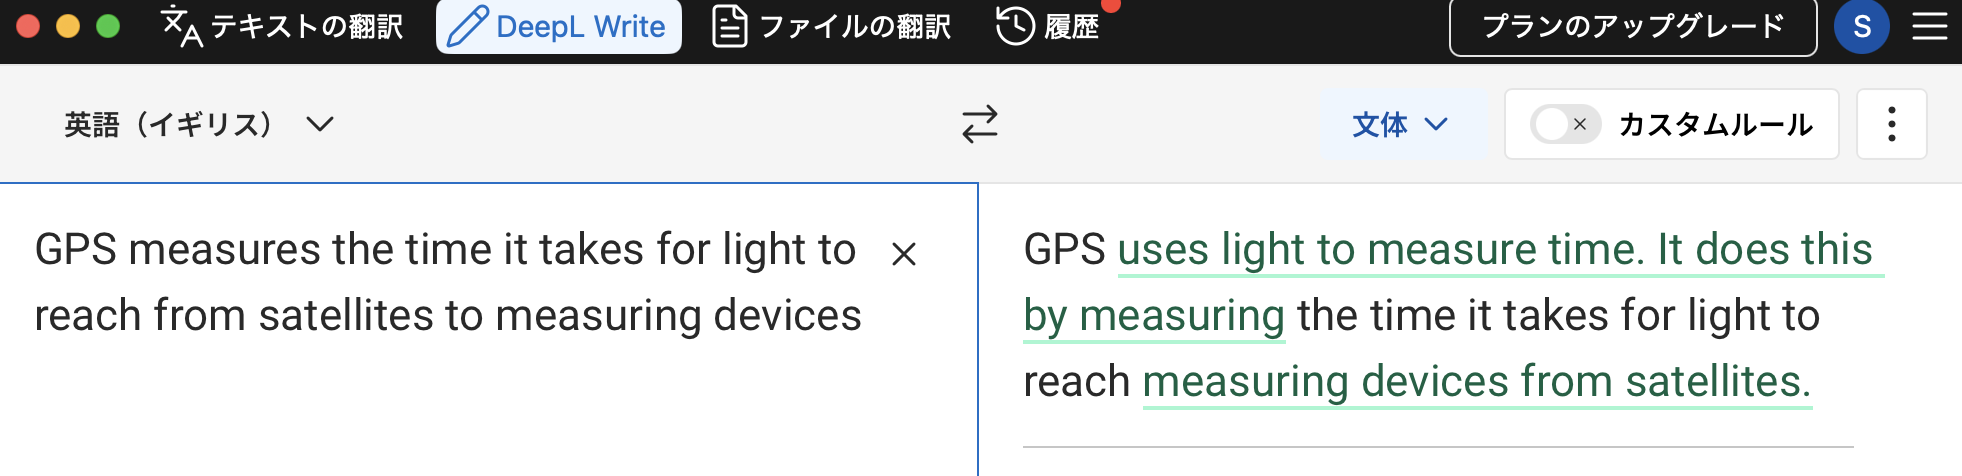 テキストの翻訳 DeepL Write ファイルの翻訳 履歴 プランのアップグレード S
英語（イギリス） 文体 カスタムルール
GPS measures the time it takes for light to
reach from satellites to measuring devices
GPS uses light to measure time. It does this
by measuring the time it takes for light to
reach measuring devices from satellites.